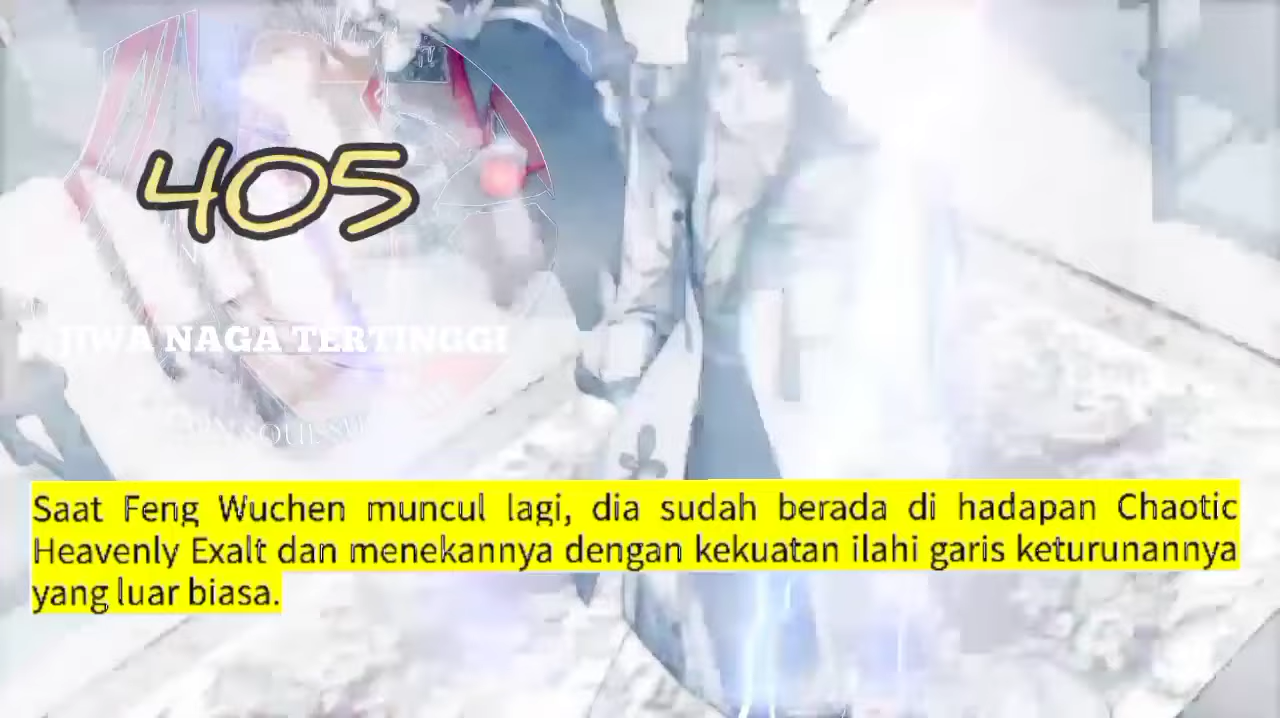 405
JIWA NAGA TERTINGGI
Saat Feng Wuchen muncul lagi, dia sudah berada di hadapan Chaotic
Heavenly Exalt dan menekannya dengan kekuatan ilahi garis keturunannya
yang luar biasa.